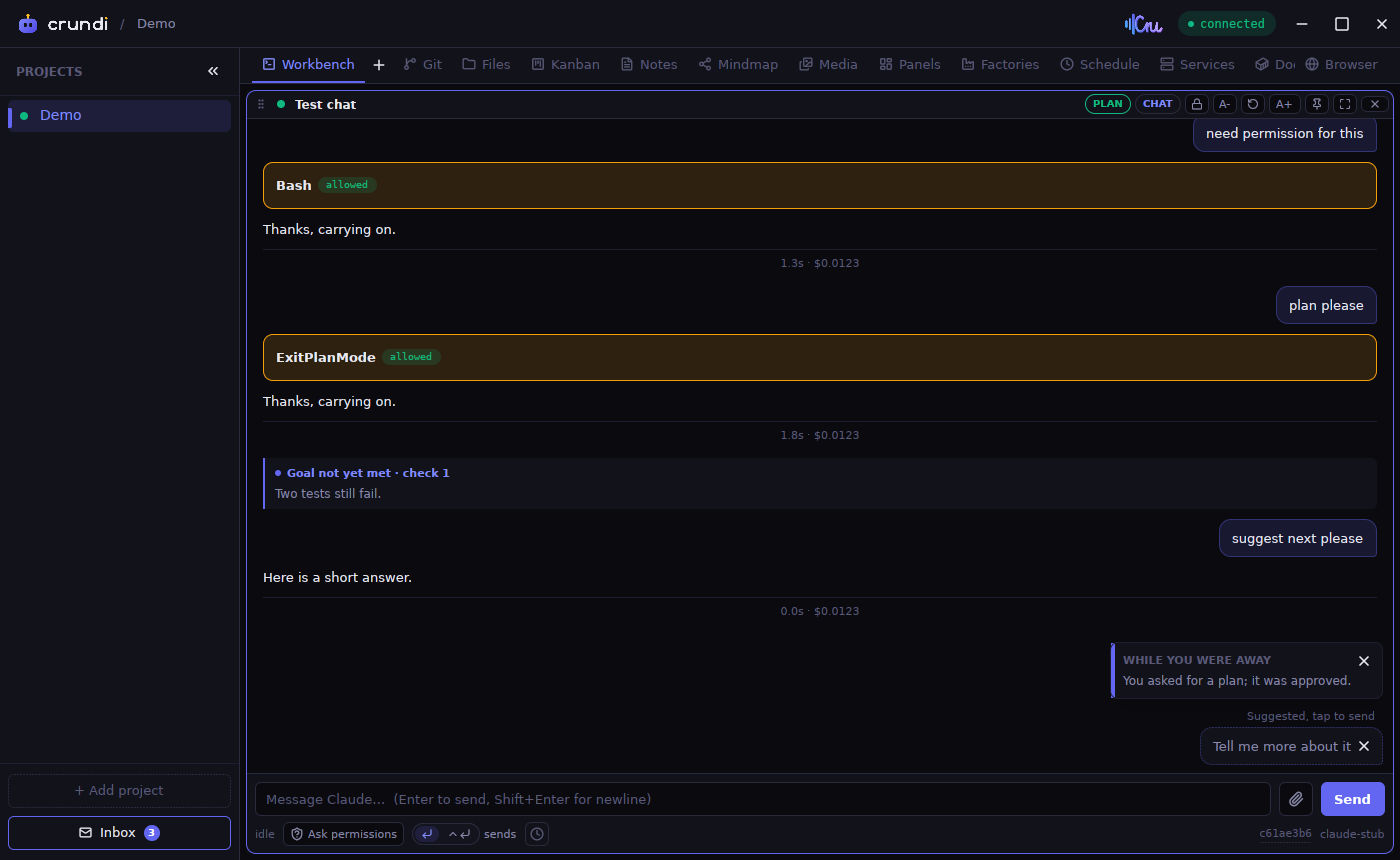 crundi / Demo
Cru
connected
PROJECTS
Demo
Workbench + Git Files Kanban Notes Mindmap Media Panels Factories Schedule Services Do Browser
Test chat
PLAN CHAT A- A+
need permission for this
Bash allowed
Thanks, carrying on.
1.3s · $0.0123
plan please
ExitPlanMode allowed
Thanks, carrying on.
1.8s · $0.0123
Goal not yet met · check 1
Two tests still fail.
suggest next please
Here is a short answer.
0.0s · $0.0123
WHILE YOU WERE AWAY
You asked for a plan; it was approved.
Suggested, tap to send
Tell me more about it
+ Add project
Inbox 3
Message Claude... (Enter to send, Shift+Enter for newline)
Send
idle Ask permissions sends
c61ae3b6 claude-stub